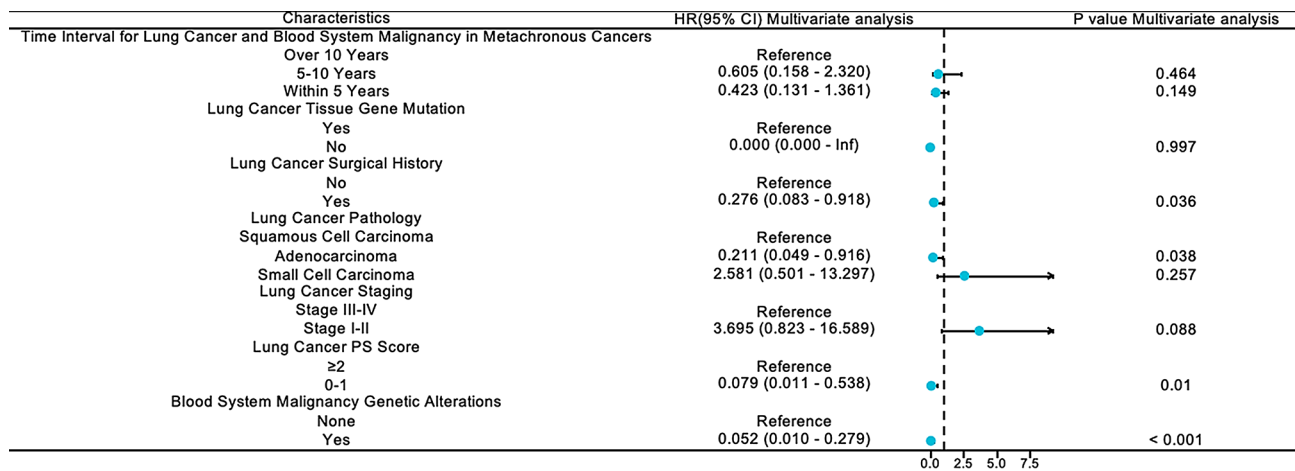 Characteristics HR(95% CI) Multivariate analysis P value Multivariate analysis
Time Interval for Lung Cancer and Blood System Malignancy in Metachronous Cancers
Over 10 Years Reference
5-10 Years 0.605 (0.158 - 2.320) 0.464
Within 5 Years 0.423 (0.131 - 1.361) 0.149
Lung Cancer Tissue Gene Mutation
Yes Reference
No 0.000 (0.000 - Inf) 0.997
Lung Cancer Surgical History
No Reference
Yes 0.276 (0.083 - 0.918) 0.036
Lung Cancer Pathology
Squamous Cell Carcinoma Reference
Adenocarcinoma 0.211 (0.049 - 0.916) 0.038
Small Cell Carcinoma 2.581 (0.501 - 13.297) 0.257
Lung Cancer Staging
Stage III-IV Reference
Stage I-II 3.695 (0.823 - 16.589) 0.088
Lung Cancer PS Score
≥2 Reference
0-1 0.079 (0.011 - 0.538) 0.01
Blood System Malignancy Genetic Alterations
None Reference
Yes 0.052 (0.010 - 0.279) < 0.001
0.0 2.5 5.0 7.5